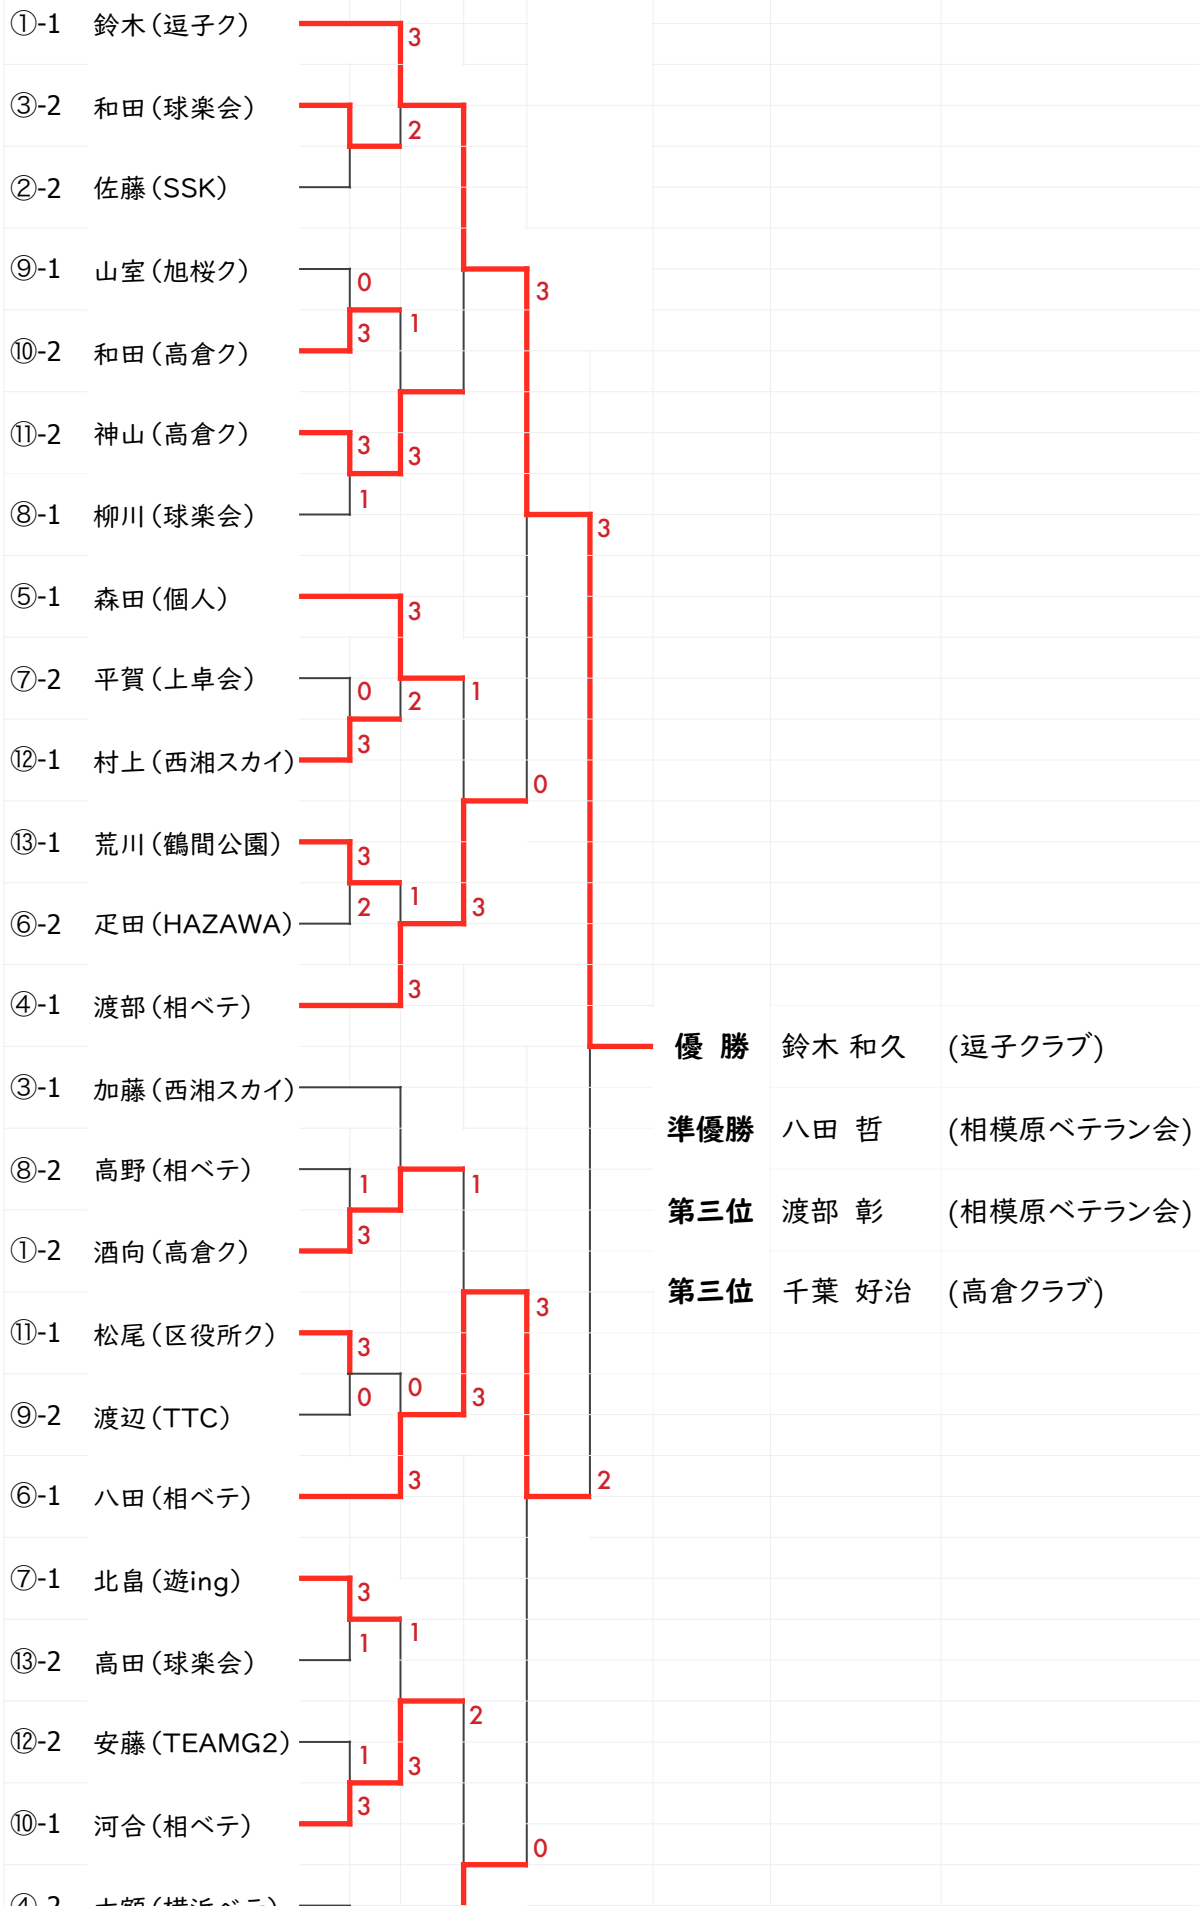 ①-1 鈴木（逗子ク）
3
③-2 和田（球楽会）
2
②-2 佐藤（SSK）
⑨-1 山室（旭桜ク）
0
3
1
3
⑩-2 和田（高倉ク）
⑪-2 神山（高倉ク）
3
3
1
⑧-1 柳川（球楽会）
3
⑤-1 森田（個人）
3
⑦-2 平賀（上卓会）
0
1
2
3
⑫-1 村上（西湘スカイ）
0
⑬-1 荒川（鶴間公園）
3
1
2
3
⑥-2 疋田（HAZAWA）
3
④-1 渡部（相ベテ）
優 勝 鈴木 和久 (逗子クラブ)
③-1 加藤（西湘スカイ）
準優勝 八田 哲 (相模原ベテラン会)
⑧-2 高野（相ベテ）
1
1
第三位 渡部 彰 (相模原ベテラン会)
3
①-2 酒向（高倉ク）
第三位 千葉 好治 (高倉クラブ)
3
⑪-1 松尾（区役所ク）
3
0
0
3
⑨-2 渡辺（TTC）
3
2
⑥-1 八田（相ベテ）
⑦-1 北畠（遊ing）
3
1
1
⑬-2 高田（球楽会）
2
⑫-2 安藤（TEAMG2）
1
3
3
⑩-1 河合（相ベテ）
0